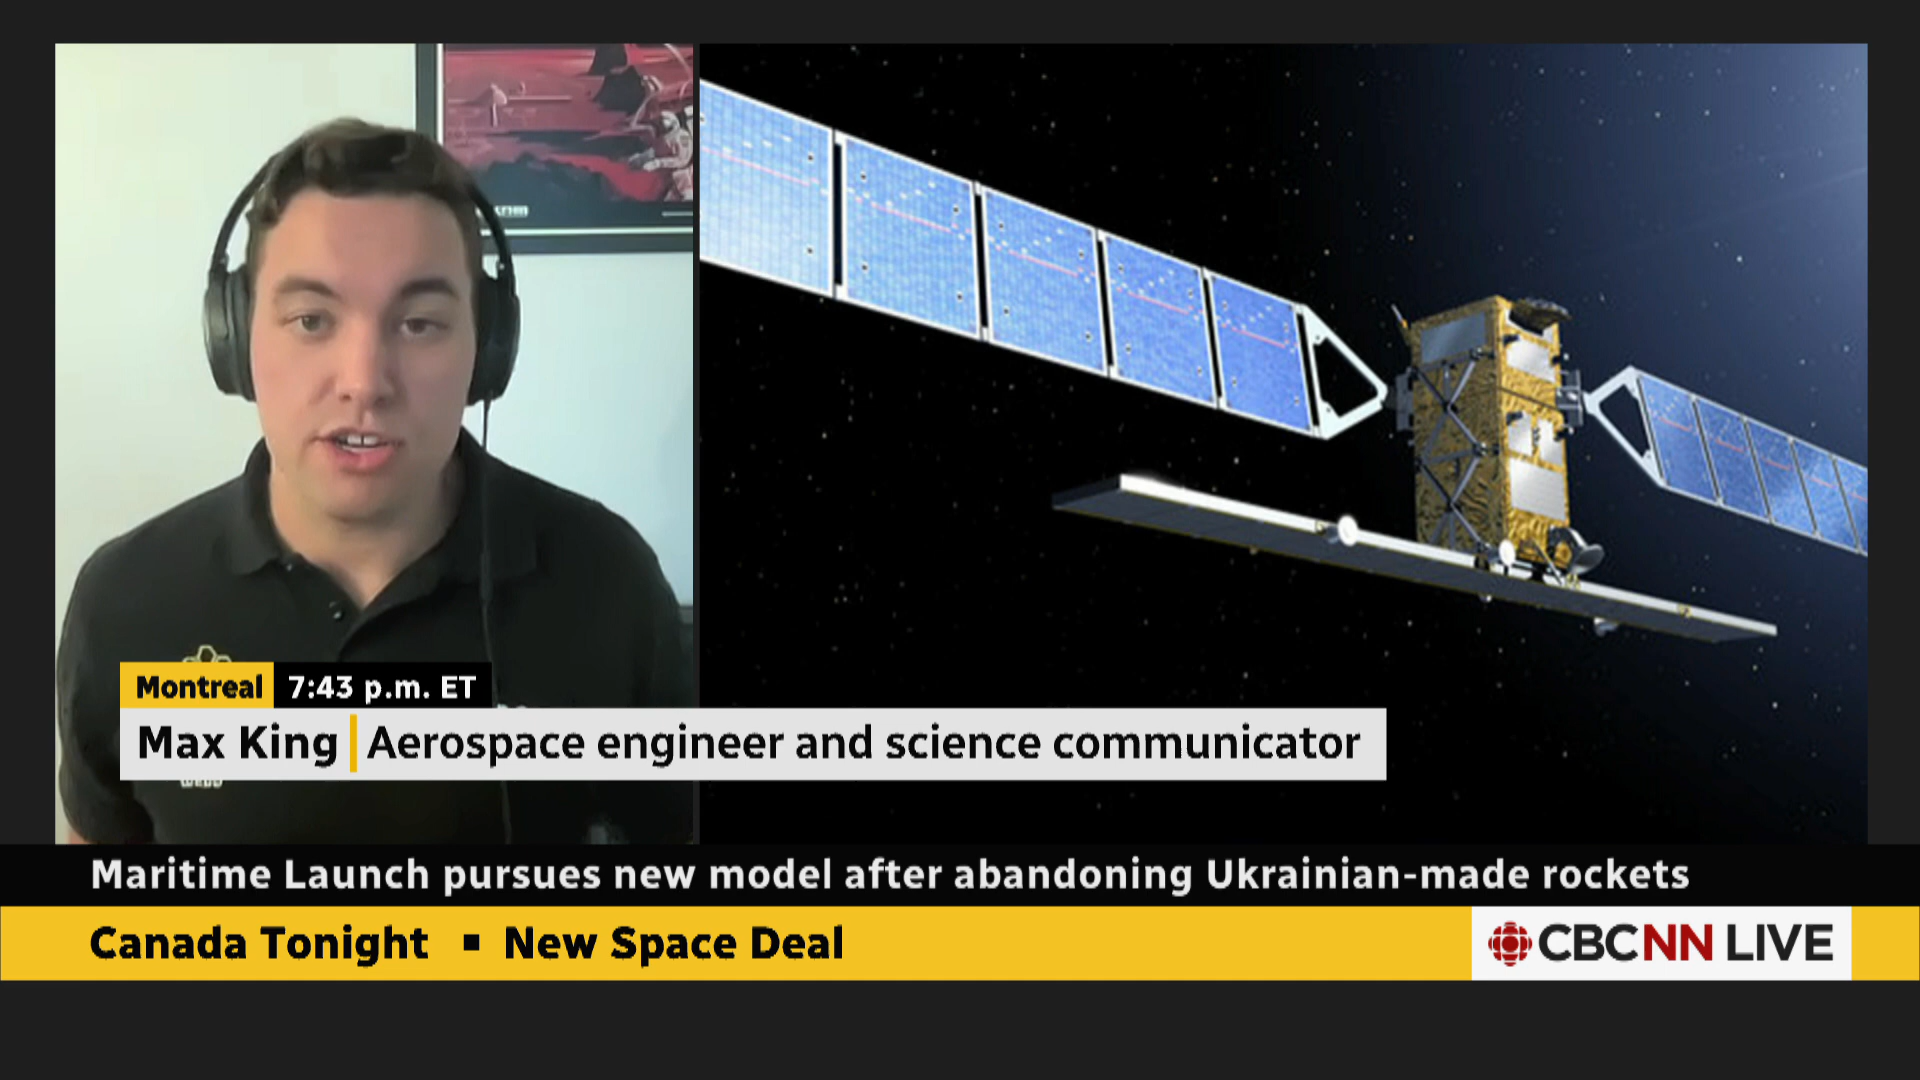 Montreal 7:43 p.m. ET
Max King Aerospace engineer and science communicator
Maritime Launch pursues new model after abandoning Ukrainian-made rockets
Canada Tonight ▪ New Space Deal
CBCNN LIVE